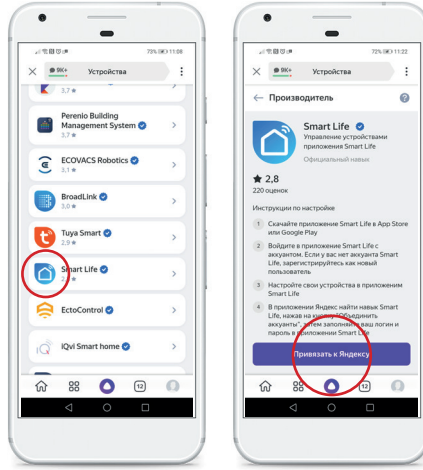 73% 11:08
9K+
Устройства
3,7 ★
Perenio Building
Management System
3,7 ★
ECOVACS Robotics
3,1 ★
BroadLink
3,0 ★
Tuya Smart
2,9 ★
Smart Life
EctoControl
iQvi Smart home
12
72% 11:22
9K+
Устройства
← Производитель
?
Smart Life
Управление устройствами
приложения Smart Life
Официальный навык
★ 2,8
220 оценок
Инструкции по настройке
1 Скачайте приложение Smart Life в App Store
или Google Play
2 Войдите в приложение Smart Life с
аккуантом. Если у вас нет аккаунта Smart
Life, зарегистрируйтесь как новый
пользователь
3 Настройте свои устройства в приложении
Smart Life
4 В приложении Яндекс найти навык Smart
Life, нажав на кнопку "Объединить
аккуанты", затем заполняйте ваш логин и
пароль в приложении Smart Life
Привязать к Яндексу
12